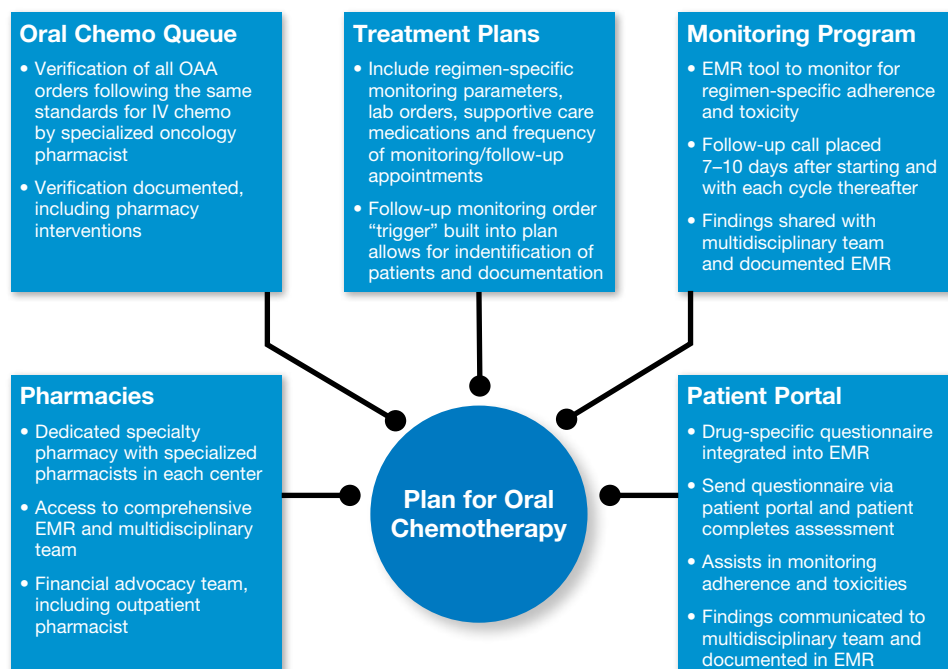 Oral Chemo Queue
• Verification of all OAA
orders following the same
standards for IV chemo
by specialized oncology
pharmacist
• Verification documented,
including pharmacy
interventions
Treatment Plans
• Include regimen-specific
monitoring parameters,
lab orders, supportive care
medications and frequency
of monitoring/follow-up
appointments
• Follow-up monitoring order
“trigger” built into plan
allows for indentification of
patients and documentation
Monitoring Program
• EMR tool to monitor for
regimen-specific adherence
and toxicity
• Follow-up call placed
7–10 days after starting and
with each cycle thereafter
• Findings shared with
multidisciplinary team
and documented EMR
Pharmacies
• Dedicated specialty
pharmacy with specialized
pharmacists in each center
• Access to comprehensive
EMR and multidisciplinary
team
• Financial advocacy team,
including outpatient
pharmacist
Plan for Oral
Chemotherapy
Patient Portal
• Drug-specific questionnaire
integrated into EMR
• Send questionnaire via
patient portal and patient
completes assessment
• Assists in monitoring
adherence and toxicities
• Findings communicated to
multidisciplinary team and
documented in EMR